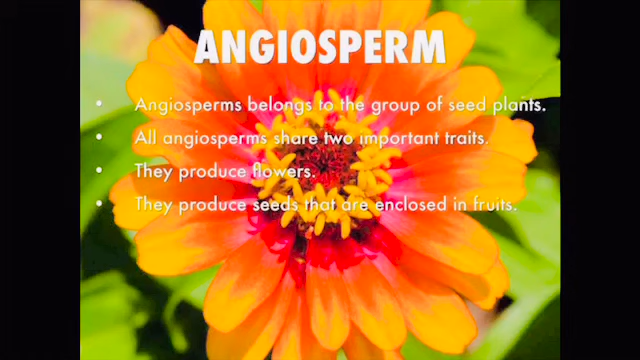 ANGIOSPERM
• Angiosperms belongs to the group of seed plants.
• All angiosperms share two important traits.
• They produce flowers.
• They produce seeds that are enclosed in fruits.